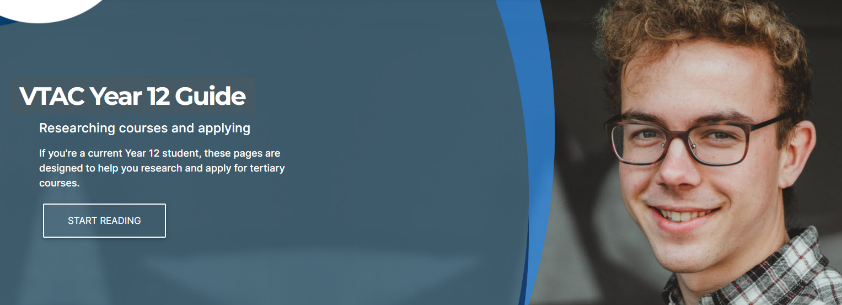 VTAC Year 12 Guide
Researching courses and applying
If you're a current Year 12 student, these pages are
designed to help you research and apply for tertiary
courses.
START READING